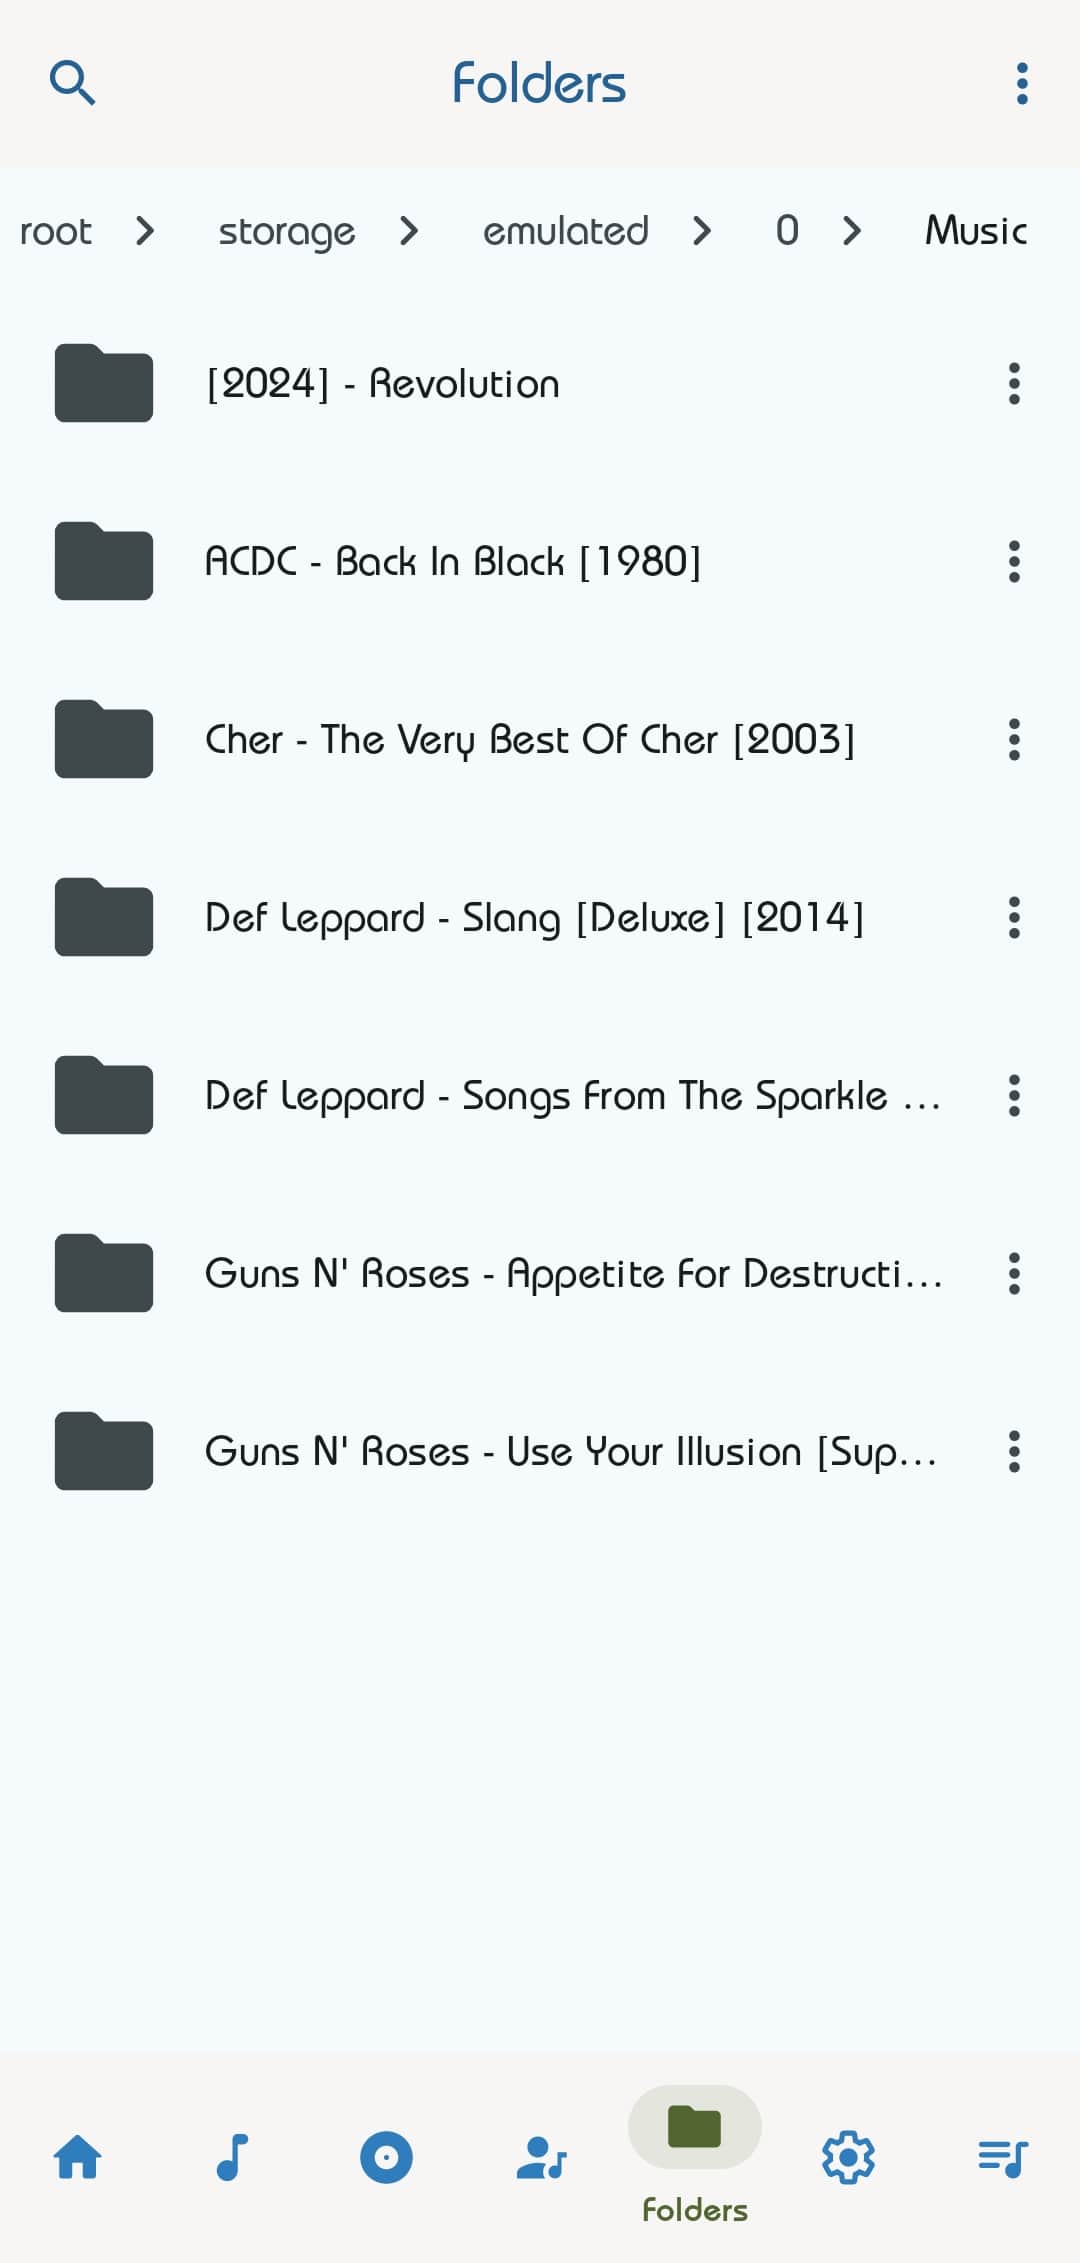 Folders
root > storage > emulated > 0 > Music
[2024] - Revolution
ACDC - Back In Black [1980]
Cher - The Very Best Of Cher [2003]
Def Leppard - Slang [Deluxe] [2014]
Def Leppard - Songs From The Sparkle ...
Guns N' Roses - Appetite For Destructi...
Guns N' Roses - Use Your Illusion [Sup...
Folders